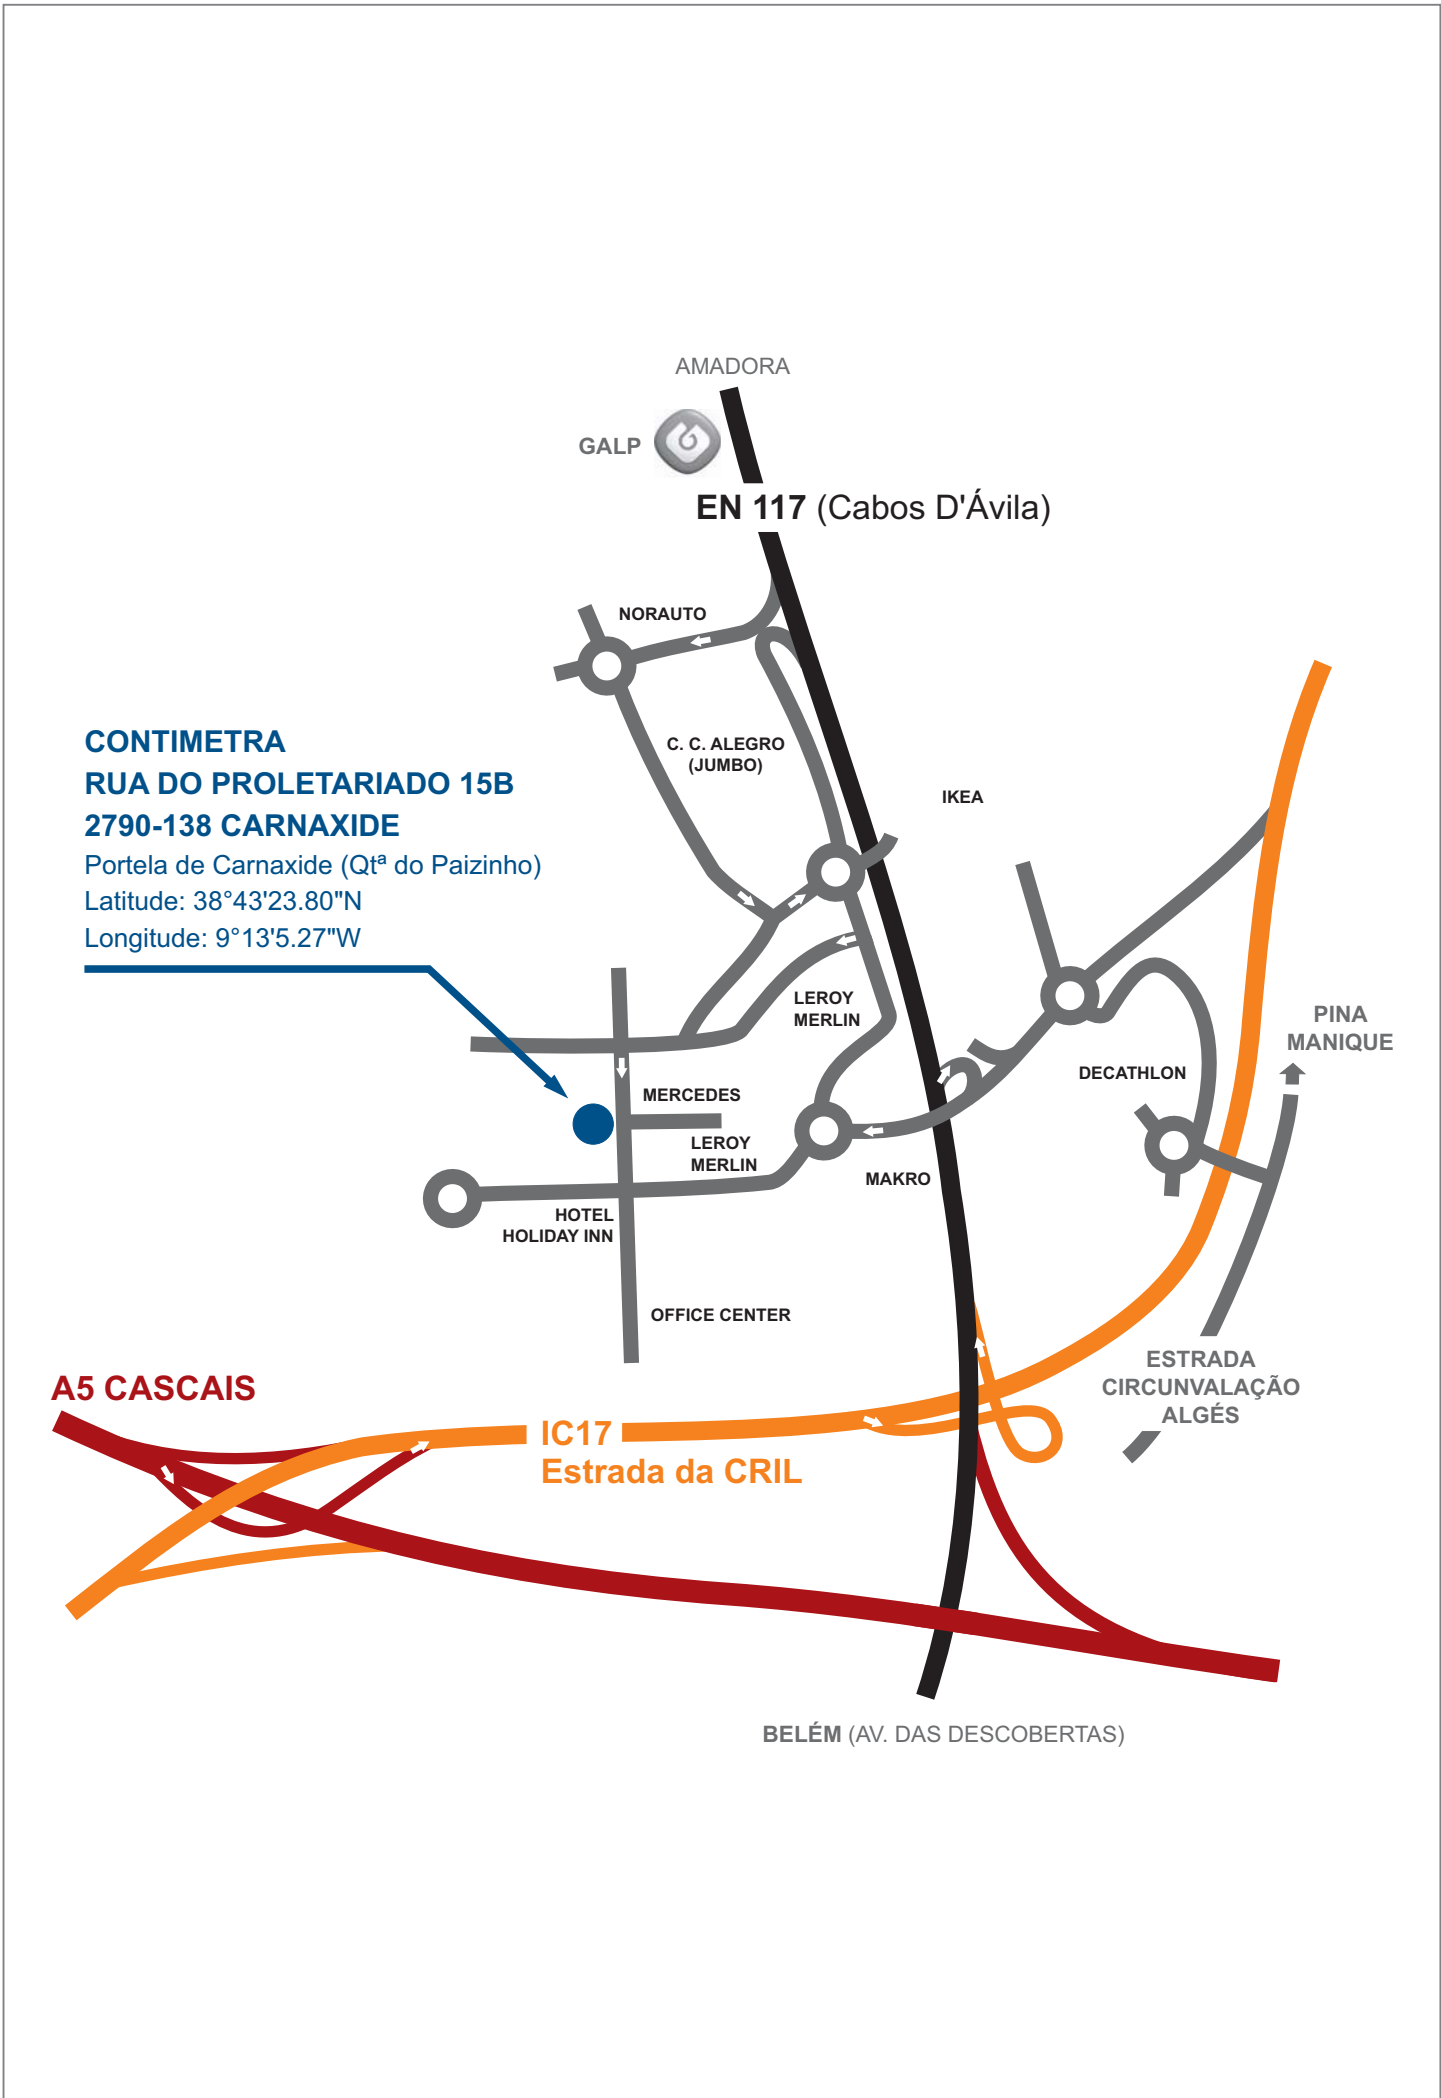 AMADORA
GALP
EN 117 (Cabos D'Ávila)
NORAUTO
CONTIMETRA
RUA DO PROLETARIADO 15B
2790-138 CARNAXIDE
Portela de Carnaxide (Qtª do Paizinho)
Latitude: 38°43'23.80"N
Longitude: 9°13'5.27"W
C. C. ALEGRO
(JUMBO)
IKEA
LEROY
MERLIN
PINA
MANIQUE
DECATHLON
MERCEDES
LEROY
MERLIN
MAKRO
HOTEL
HOLIDAY INN
OFFICE CENTER
ESTRADA
CIRCUNVALAÇÃO
ALGÉS
A5 CASCAIS
IC17
Estrada da CRIL
BELÉM (AV. DAS DESCOBERTAS)